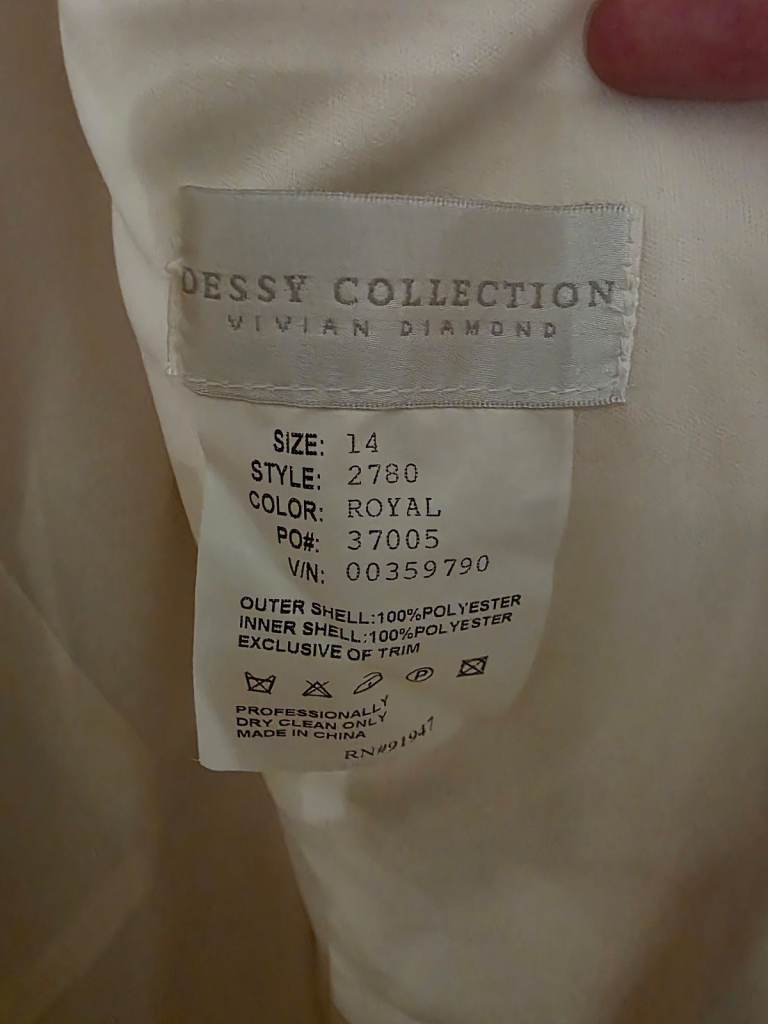 DESSY COLLECTION
VIVIAN DIAMOND
SIZE: 14
STYLE: 2780
COLOR: ROYAL
PO#: 37005
V/N: 00359790
OUTER SHELL:100%POLYESTER
INNER SHELL:100%POLYESTER
EXCLUSIVE OF TRIM
P
PROFESSIONALLY
DRY CLEAN ONLY
MADE IN CHINA
RN#91947